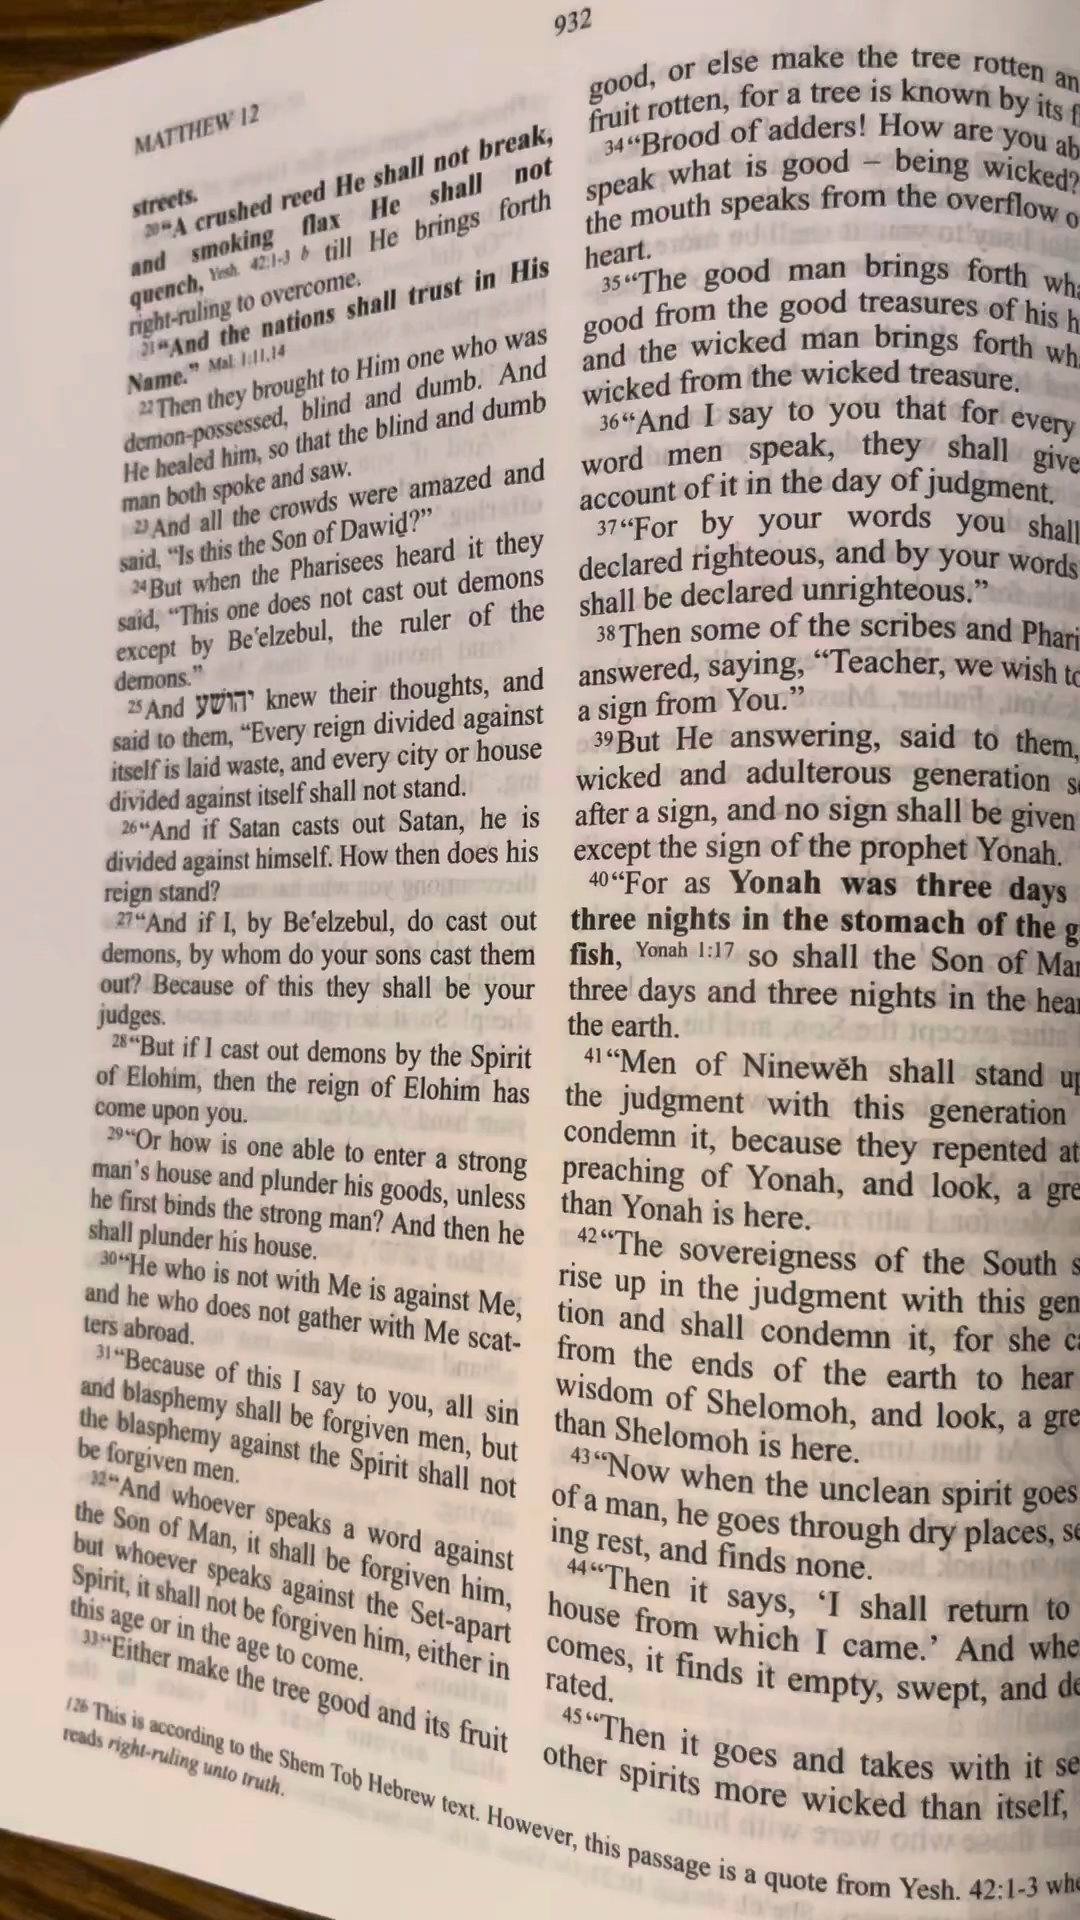 932
MATTHEW 12
streets.
20“A crushed reed He shall not break,
and smoking flax He shall not
quench, Yesh. 42:1-3 b till He brings forth
right-ruling to overcome.
21“And the nations shall trust in His
Name.” Mal. 1:11,14
22Then they brought to Him one who was
demon-possessed, blind and dumb. And
He healed him, so that the blind and dumb
man both spoke and saw.
23And all the crowds were amazed and
said, “Is this the Son of Dawiḏ?”
24But when the Pharisees heard it they
said, “This one does not cast out demons
except by Beʽelzebul, the ruler of the
demons.”
25And יהושע knew their thoughts, and
said to them, “Every reign divided against
itself is laid waste, and every city or house
divided against itself shall not stand.
26“And if Satan casts out Satan, he is
divided against himself. How then does his
reign stand?
27“And if I, by Beʽelzebul, do cast out
demons, by whom do your sons cast them
out? Because of this they shall be your
judges.
28“But if I cast out demons by the Spirit
of Elohim, then the reign of Elohim has
come upon you.
29“Or how is one able to enter a strong
man’s house and plunder his goods, unless
he first binds the strong man? And then he
shall plunder his house.
30“He who is not with Me is against Me,
and he who does not gather with Me scat-
ters abroad.
31“Because of this I say to you, all sin
and blasphemy shall be forgiven men, but
the blasphemy against the Spirit shall not
be forgiven men.
32“And whoever speaks a word against
the Son of Man, it shall be forgiven him,
but whoever speaks against the Set-apart
Spirit, it shall not be forgiven him, either in
this age or in the age to come.
33“Either make the tree good and its fruit
good, or else make the tree rotten
fruit rotten, for a tree is known by its
34“Brood of adders! How are you
speak what is good – being wicked?
the mouth speaks from the overflow
heart.
35“The good man brings forth
good from the good treasures of his
and the wicked man brings forth
wicked from the wicked treasure.
36“And I say to you that for every
word men speak, they shall give
account of it in the day of judgment.
37“For by your words you shall
declared righteous, and by your words
shall be declared unrighteous.”
38Then some of the scribes and
answered, saying, “Teacher, we wish
a sign from You.”
39But He answering, said to them,
wicked and adulterous generation
after a sign, and no sign shall be given
except the sign of the prophet Yonah.
40“For as Yonah was three days
three nights in the stomach of the
fish, Yonah 1:17 so shall the Son of
three days and three nights in the
the earth.
41“Men of Ninewĕh shall stand
the judgment with this generation
condemn it, because they repented at
preaching of Yonah, and look, a
than Yonah is here.
42“The sovereigness of the South
rise up in the judgment with this
tion and shall condemn it, for she
from the ends of the earth to hear
wisdom of Shelomoh, and look, a
than Shelomoh is here.
43“Now when the unclean spirit goes
of a man, he goes through dry places,
ing rest, and finds none.
44“Then it says, ‘I shall return to
house from which I came.’ And
comes, it finds it empty, swept, and
rated.
45“Then it goes and takes with it
other spirits more wicked than itself,
126 This is according to the Shem Toḇ Hebrew text. However, this passage is a quote from Yesh. 42:1-3
reads right-ruling unto truth.